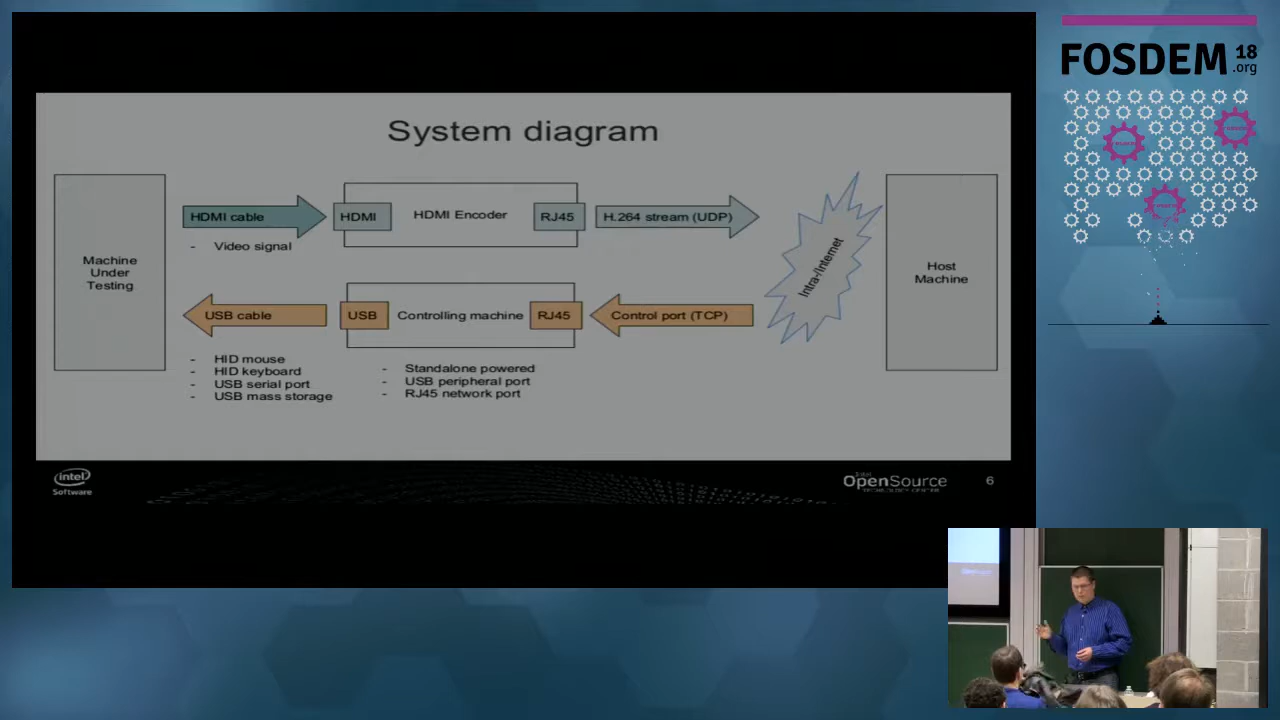 FOSDEM 18
.org
System diagram
Machine
Under
Testing
HDMI cable
- Video signal
HDMI
HDMI Encoder
RJ45
H.264 stream (UDP)
Intra-/Internet
Host
Machine
USB cable
USB
Controlling machine
RJ45
Control port (TCP)
- HID mouse
- HID keyboard
- USB serial port
- USB mass storage
- Standalone powered
- USB peripheral port
- RJ45 network port
intel
Software
OpenSource
TECHNOLOGY CENTER
6